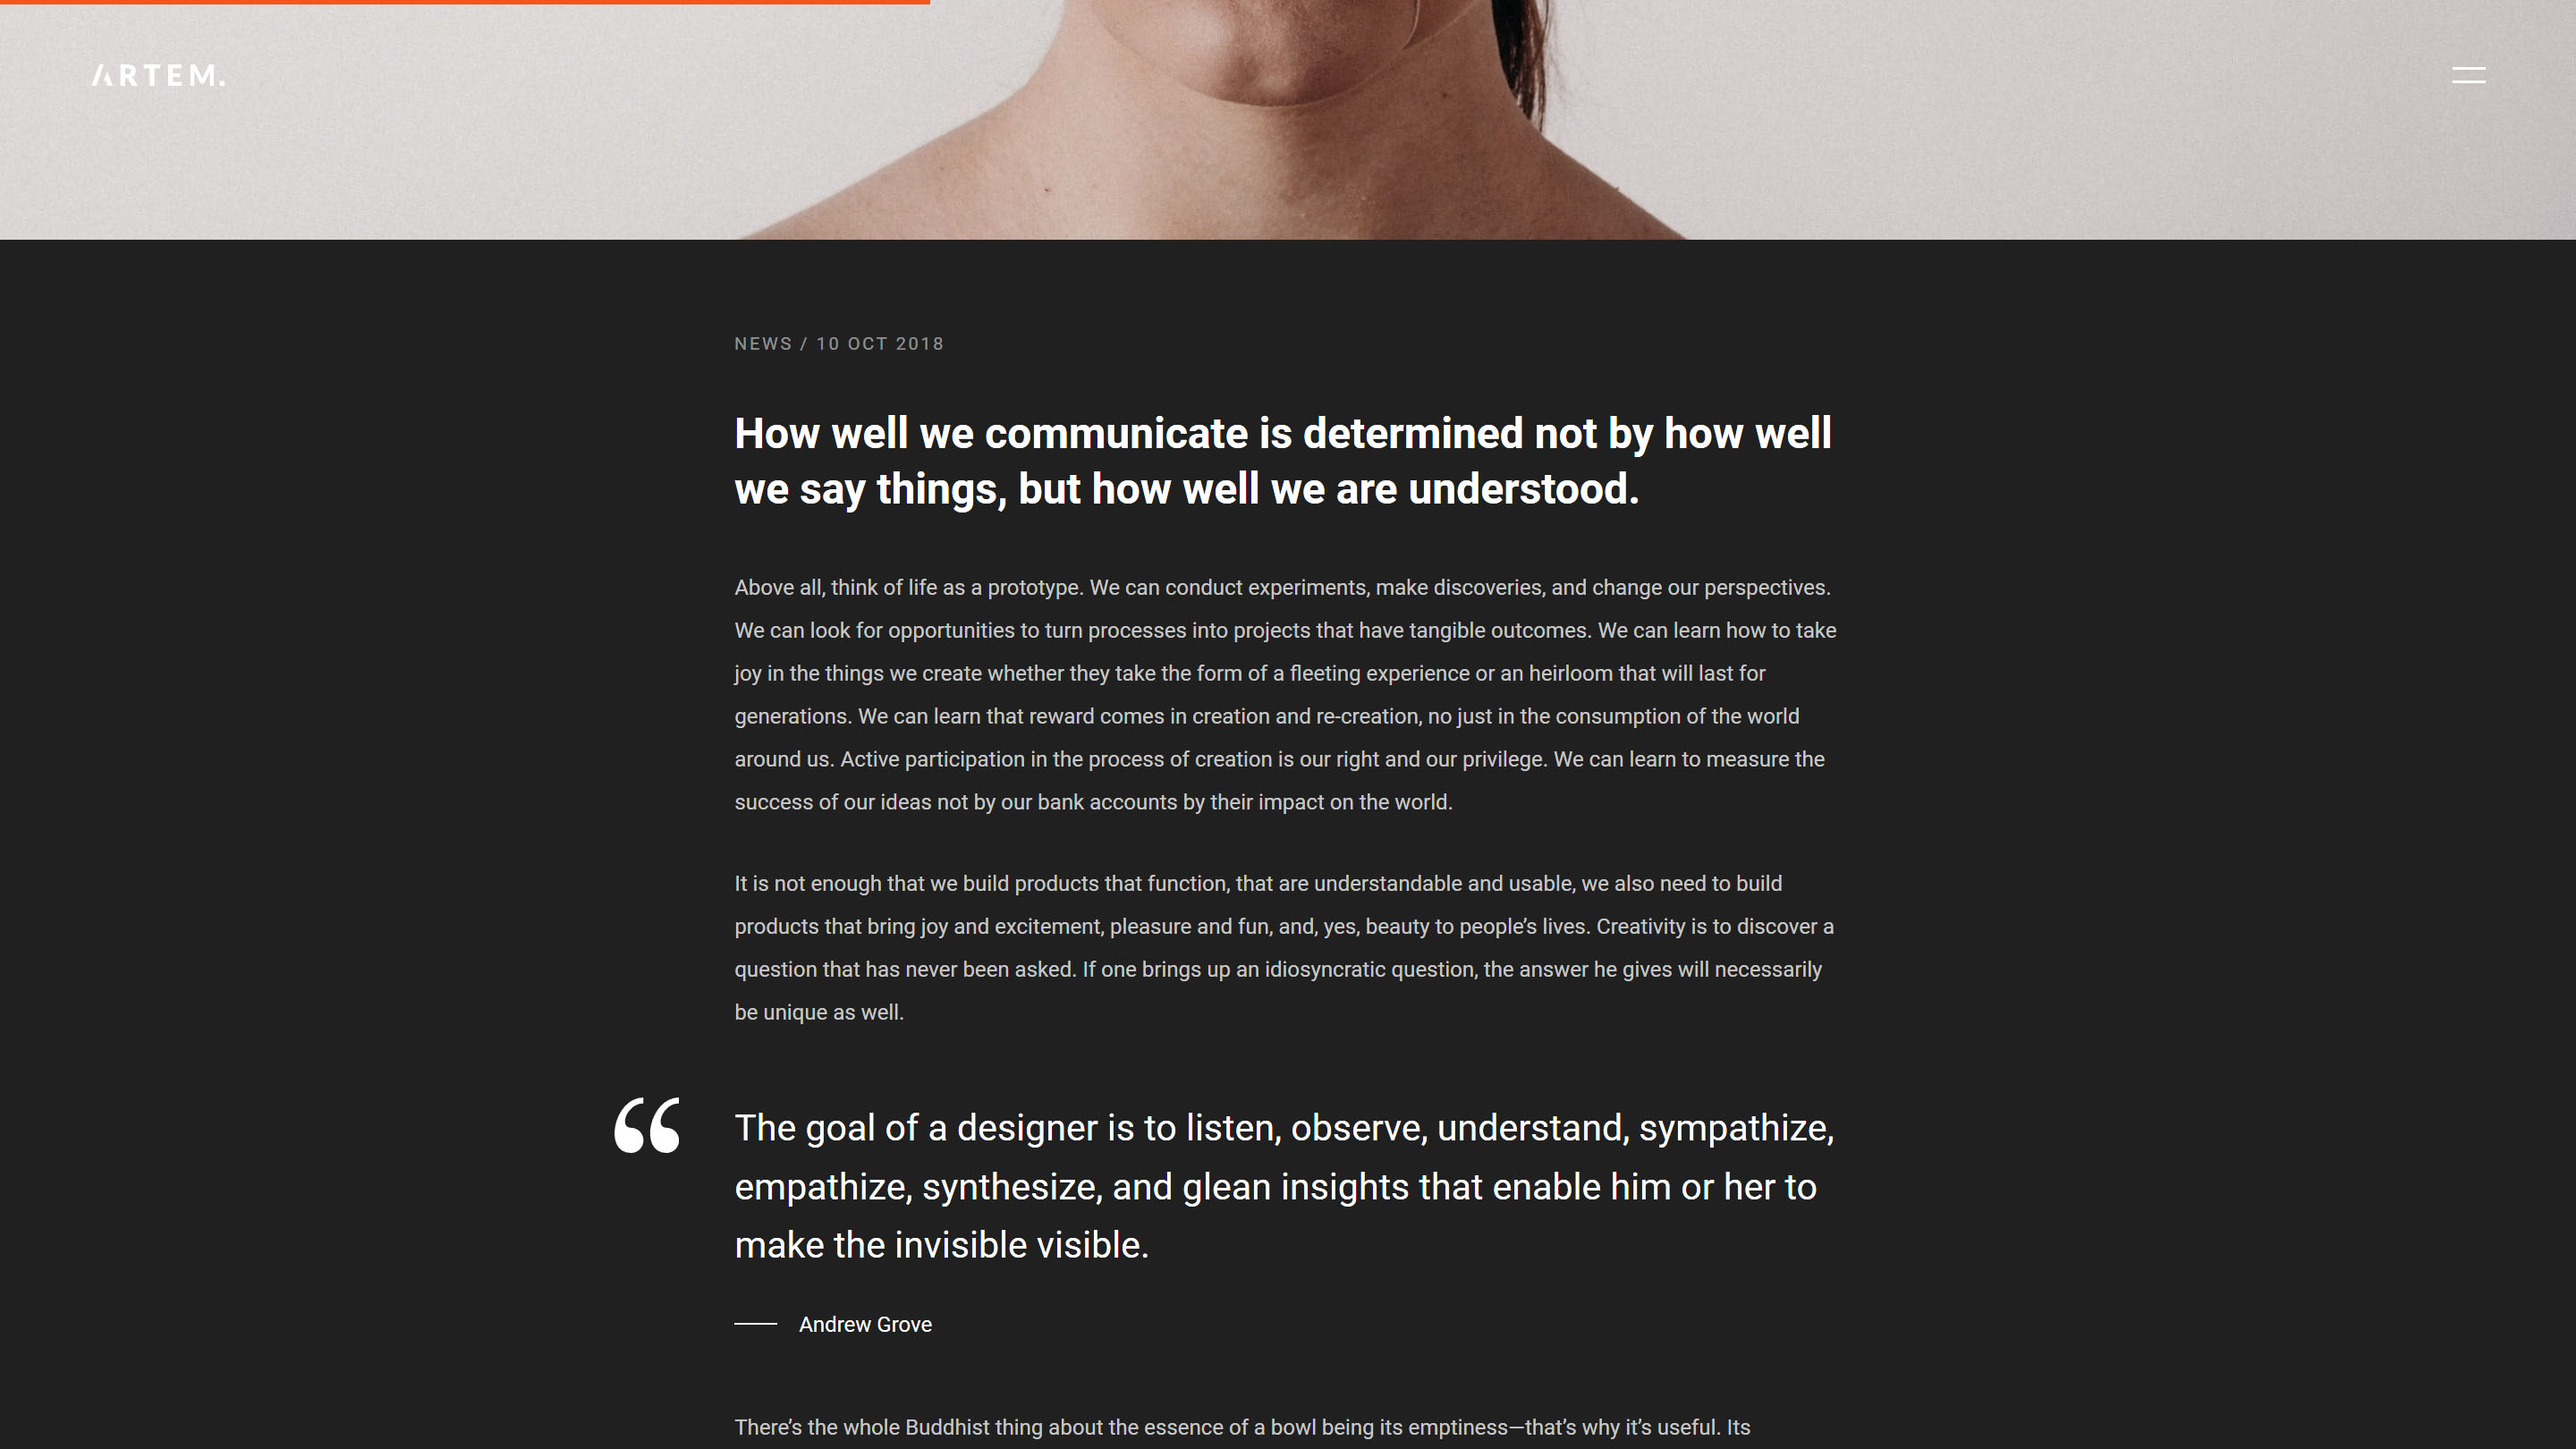 ARTEM.
NEWS / 10 OCT 2018
How well we communicate is determined not by how well
we say things, but how well we are understood.
Above all, think of life as a prototype. We can conduct experiments, make discoveries, and change our perspectives.
We can look for opportunities to turn processes into projects that have tangible outcomes. We can learn how to take
joy in the things we create whether they take the form of a fleeting experience or an heirloom that will last for
generations. We can learn that reward comes in creation and re-creation, no just in the consumption of the world
around us. Active participation in the process of creation is our right and our privilege. We can learn to measure the
success of our ideas not by our bank accounts by their impact on the world.
It is not enough that we build products that function, that are understandable and usable, we also need to build
products that bring joy and excitement, pleasure and fun, and, yes, beauty to people’s lives. Creativity is to discover a
question that has never been asked. If one brings up an idiosyncratic question, the answer he gives will necessarily
be unique as well.
“ The goal of a designer is to listen, observe, understand, sympathize,
empathize, synthesize, and glean insights that enable him or her to
make the invisible visible.
— Andrew Grove
There’s the whole Buddhist thing about the essence of a bowl being its emptiness—that’s why it’s useful. Its